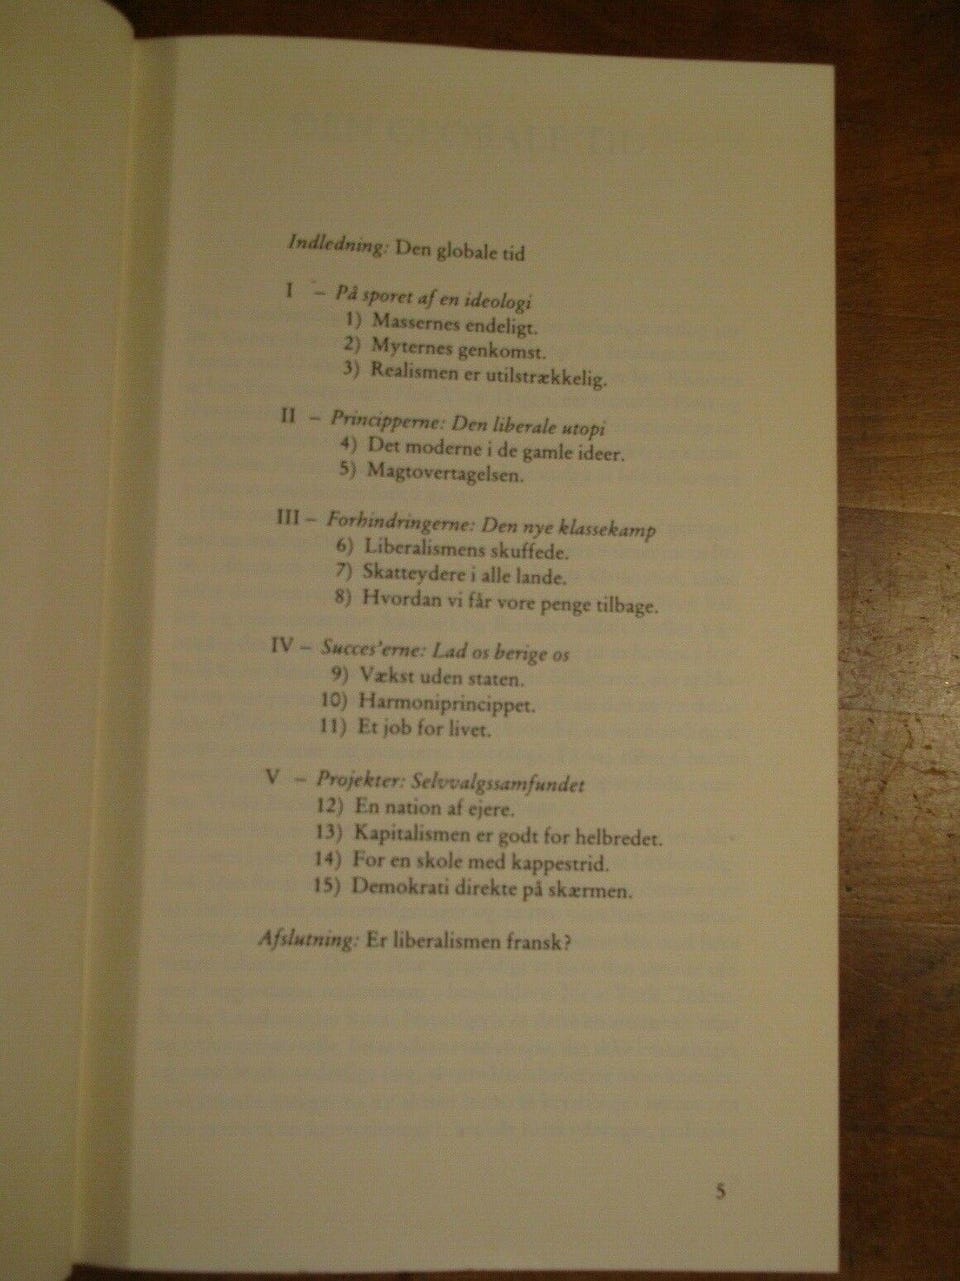 Indledning: Den globale tid
I – På sporet af en ideologi
1) Massernes endeligt.
2) Myternes genkomst.
3) Realismen er utilstrækkelig.
II – Principperne: Den liberale utopi
4) Det moderne i de gamle ideer.
5) Magtovertagelsen.
III – Forhindringerne: Den nye klassekamp
6) Liberalismens skuffede.
7) Skatteydere i alle lande.
8) Hvordan vi får vore penge tilbage.
IV – Succes'erne: Lad os berige os
9) Vækst uden staten.
10) Harmoniprincippet.
11) Et job for livet.
V – Projekter: Selvvalgssamfundet
12) En nation af ejere.
13) Kapitalismen er godt for helbredet.
14) For en skole med kappestrid.
15) Demokrati direkte på skærmen.
Afslutning: Er liberalismen fransk?
5